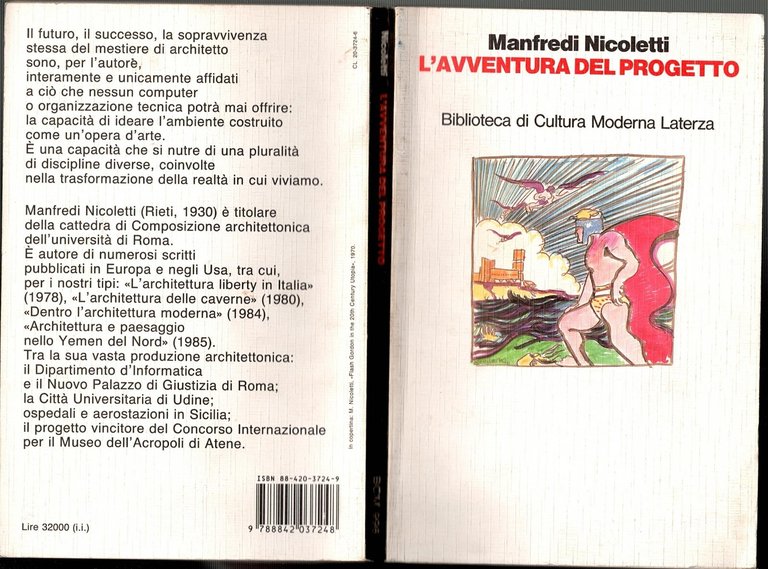 Il futuro, il successo, la sopravvivenza
stessa del mestiere di architetto
sono, per l'autore,
interamente e unicamente affidati
a ciò che nessun computer
o organizzazione tecnica potrà mai offrire:
la capacità di ideare l'ambiente costruito
come un'opera d'arte.
È una capacità che si nutre di una pluralità
di discipline diverse, coinvolte
nella trasformazione della realtà in cui viviamo.
Manfredi Nicoletti (Rieti, 1930) è titolare
della cattedra di Composizione architettonica
dell'università di Roma.
È autore di numerosi scritti
pubblicati in Europa e negli Usa, tra cui,
per i nostri tipi: «L'architettura liberty in Italia»
(1978), «L'architettura delle caverne» (1980),
«Dentro l'architettura moderna» (1984),
«Architettura e paesaggio
nello Yemen del Nord» (1985).
Tra la sua vasta produzione architettonica:
il Dipartimento d'Informatica
e il Nuovo Palazzo di Giustizia di Roma;
la Città Universitaria di Udine;
ospedali e aerostazioni in Sicilia;
il progetto vincitore del Concorso Internazionale
per il Museo dell'Acropoli di Atene.
Lire 32000 (i.i.)
ISBN 88-420-3724-9
9 788842 037248
CL 20-3724-6
In copertina: M. Nicoletti, «Flash Gordon in the 20th Century Utopia», 1970.
Nicoletti
L'AVVENTURA DEL PROGETTO
Manfredi Nicoletti
L'AVVENTURA DEL PROGETTO
Biblioteca di Cultura Moderna Laterza